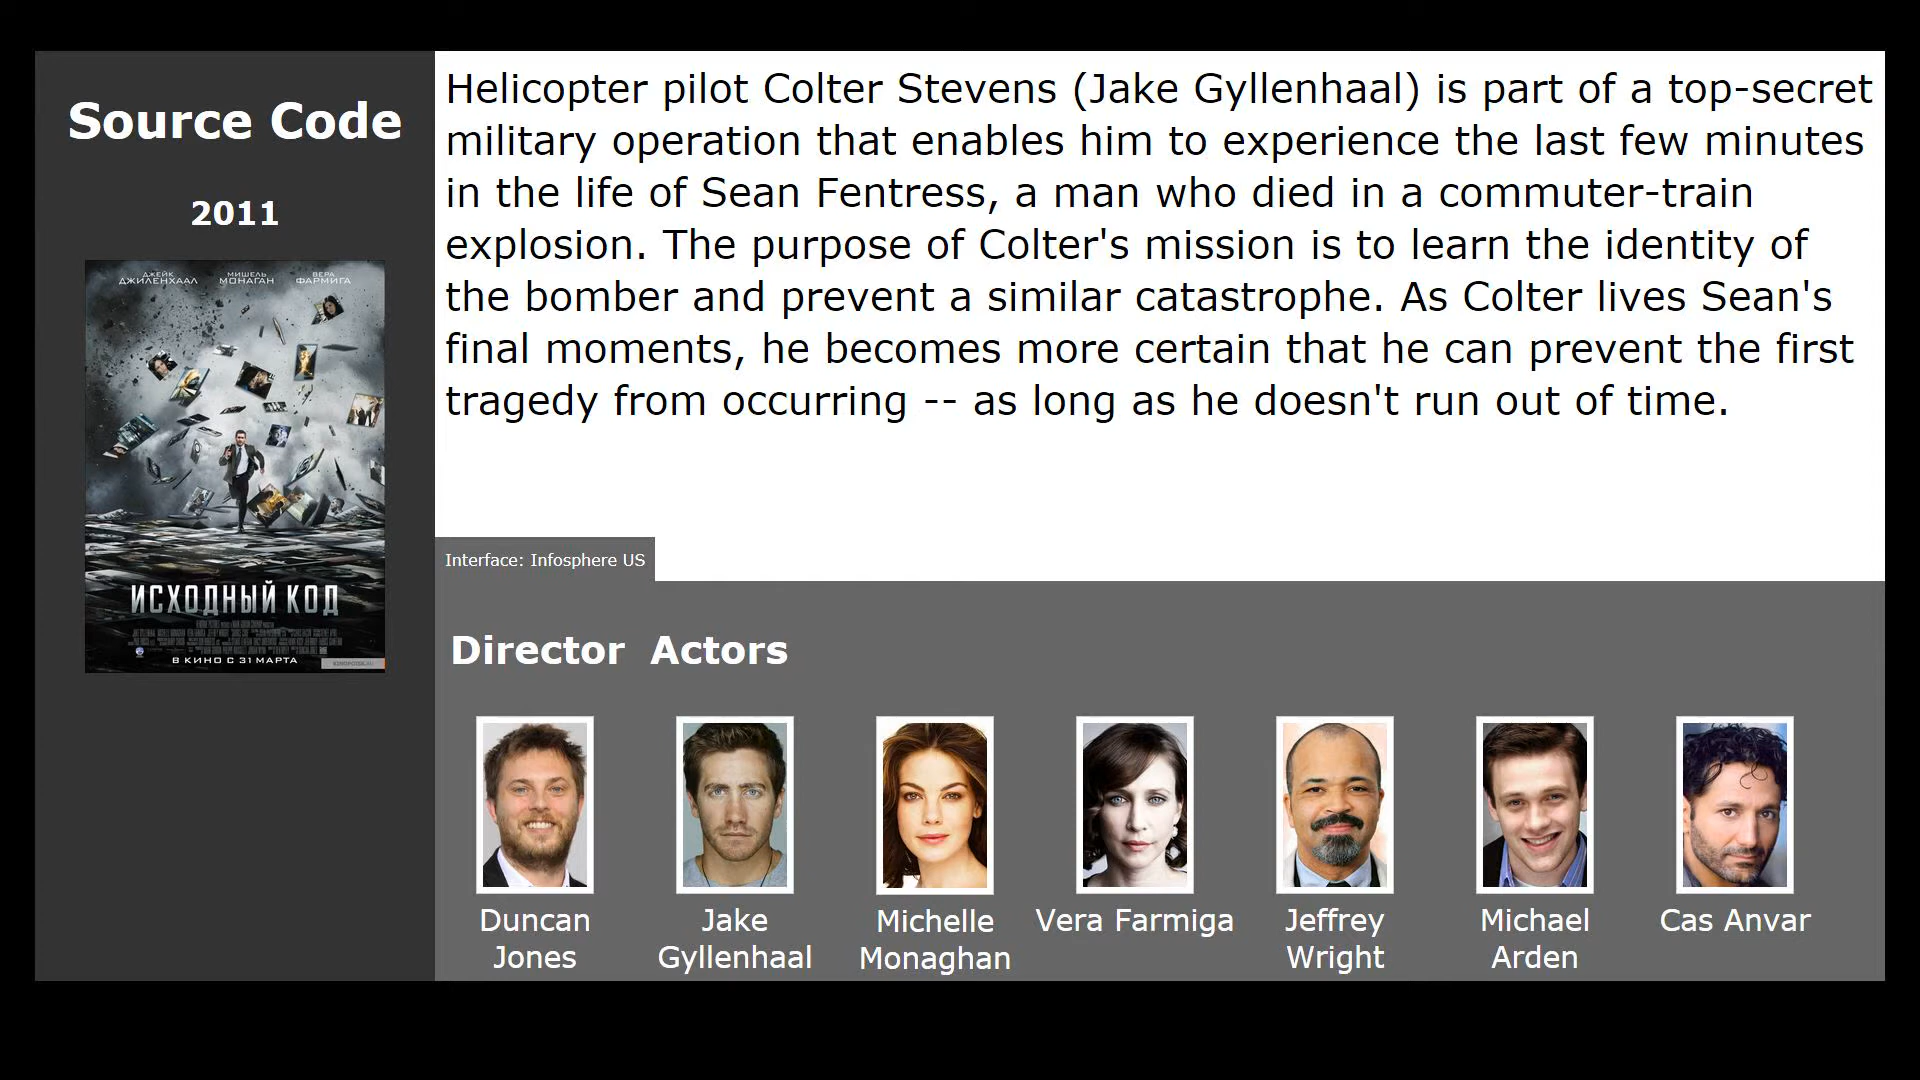 Source Code
2011
ДЖЕЙК МИШЕЛЬ ВЕРА
ДЖИЛЕНХААЛ МОНАГАН ФАРМИГА
ИСХОДНЫЙ КОД
В КИНО С 31 МАРТА
Helicopter pilot Colter Stevens (Jake Gyllenhaal) is part of a top-secret
military operation that enables him to experience the last few minutes
in the life of Sean Fentress, a man who died in a commuter-train
explosion. The purpose of Colter's mission is to learn the identity of
the bomber and prevent a similar catastrophe. As Colter lives Sean's
final moments, he becomes more certain that he can prevent the first
tragedy from occurring -- as long as he doesn't run out of time.
Interface: Infosphere US
Director Actors
Duncan
Jones
Jake
Gyllenhaal
Michelle
Monaghan
Vera Farmiga
Jeffrey
Wright
Michael
Arden
Cas Anvar